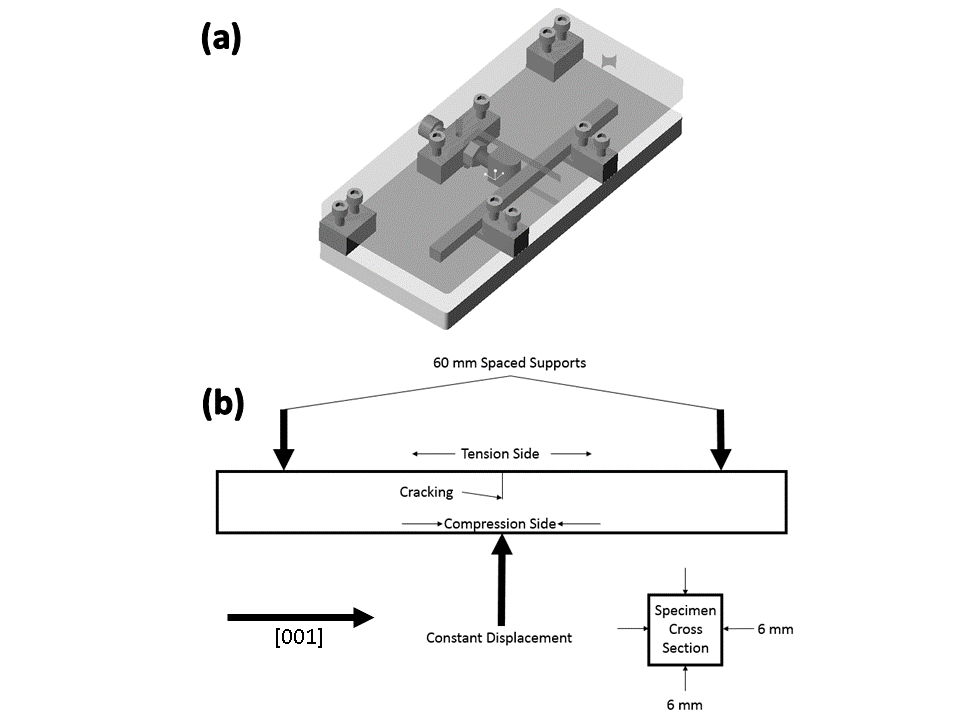 (a)
60 mm Spaced Supports
(b)
Tension Side
Cracking
Compression Side
[001]
Constant Displacement
Specimen
Cross
Section
6 mm
6 mm